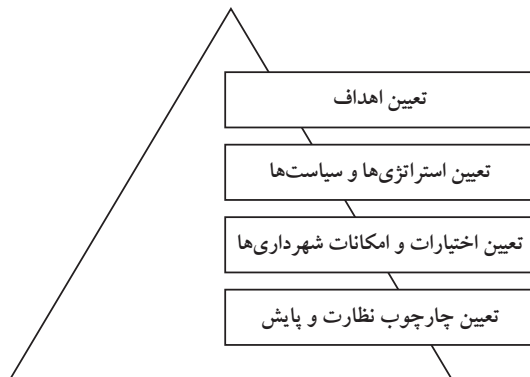 تعیین اهداف
تعیین استراتژی‌ها و سیاست‌ها
تعیین اختیارات و امکانات شهرداری‌ها
تعیین چارچوب نظارت و پایش